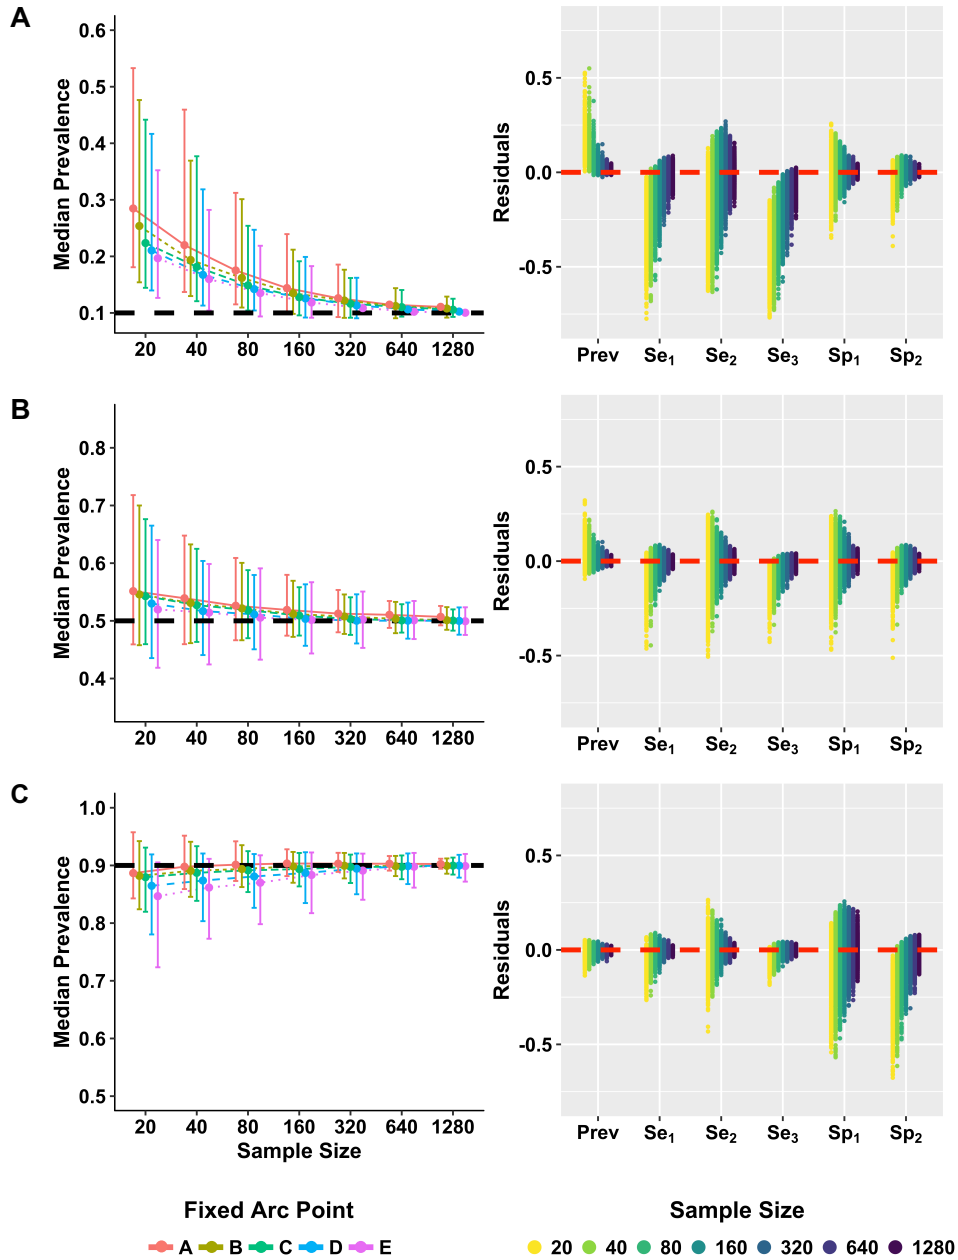 A
0.6
0.5
0.4
0.3
0.2
0.1
Median Prevalence
20 40 80 160 320 640 1280
0.5
0.0
-0.5
Residuals
Prev Se1 Se2 Se3 Sp1 Sp2
B
0.8
0.7
0.6
0.5
0.4
Median Prevalence
20 40 80 160 320 640 1280
0.5
0.0
-0.5
Residuals
Prev Se1 Se2 Se3 Sp1 Sp2
C
1.0
0.9
0.8
0.7
0.6
0.5
Median Prevalence
20 40 80 160 320 640 1280
Sample Size
0.5
0.0
-0.5
Residuals
Prev Se1 Se2 Se3 Sp1 Sp2
Fixed Arc Point
A B C D E
Sample Size
20 40 80 160 320 640 1280